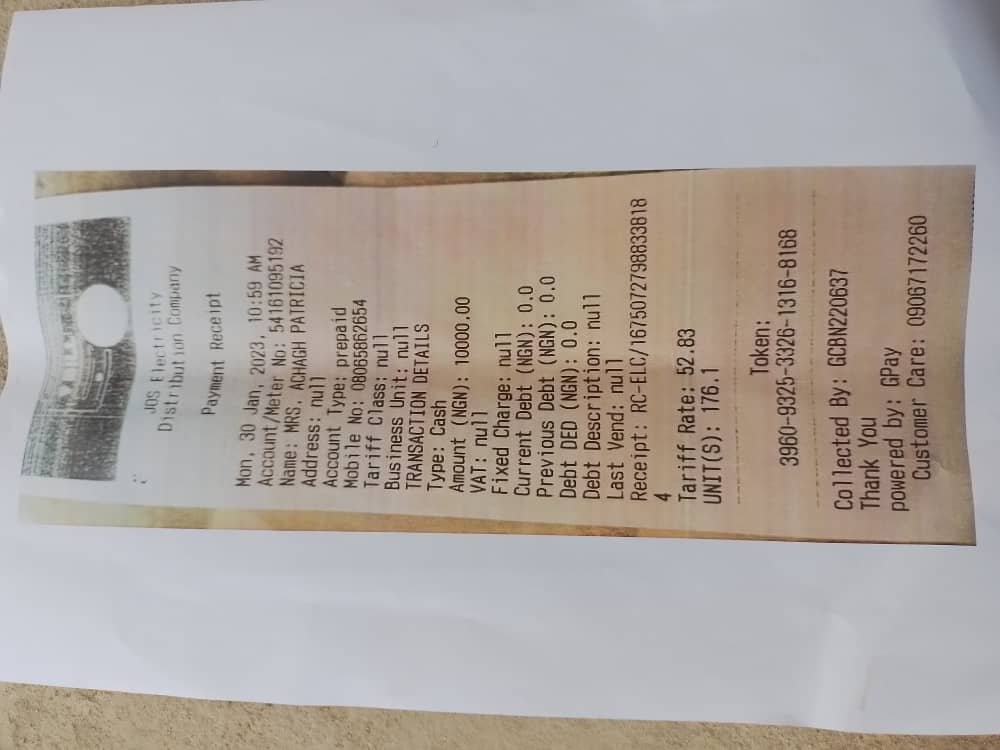 JOS Electricity
Distribution Company
Payment Receipt
Mon, 30 Jan, 2023, 10:59 AM
Account/Meter No: 54161095192
Name: MRS, ACHAGH PATRICIA
Address: null
Account Type: prepaid
Mobile No: 08065862654
Tariff Class: null
Business Unit: null
TRANSACTION DETAILS
Type: Cash
Amount (NGN): 10000.00
VAT: null
Fixed Charge: null
Current Debt (NGN): 0.0
Previous Debt (NGN): 0.0
Debt DED (NGN): 0.0
Debt Description: null
Last Vend: null
Receipt: RC-ELC/1675072798833818
4
Tariff Rate: 52.83
UNIT(S): 176.1
Token:
3960-9325-3326-1316-8168
Collected By: GCBN220637
Thank You
powered by: GPay
Customer Care: 09067172260